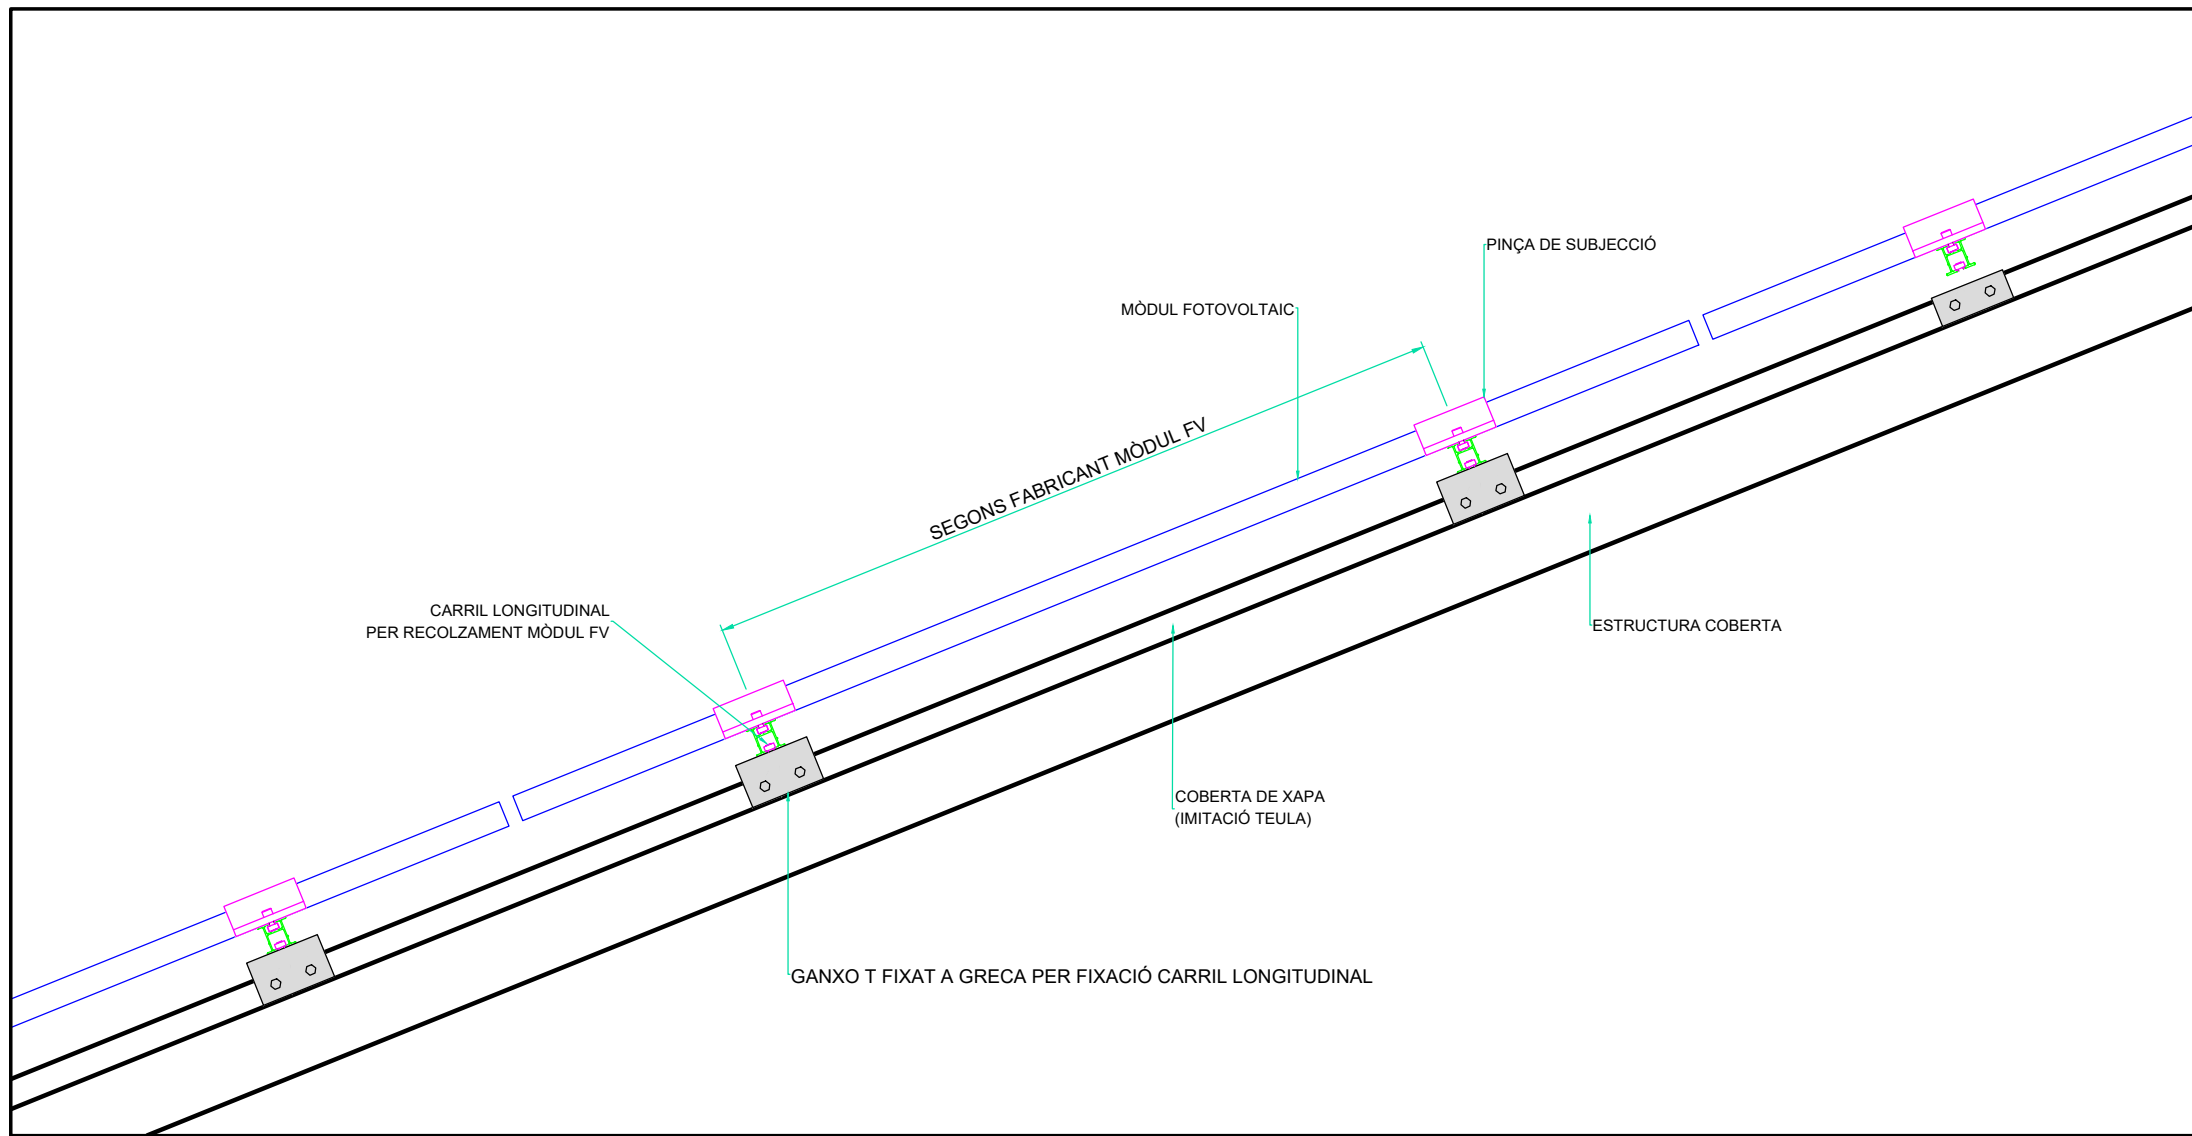 PINÇA DE SUBJECCIÓ
MÒDUL FOTOVOLTAIC
SEGONS FABRICANT MÒDUL FV
CARRIL LONGITUDINAL
PER RECOLZAMENT MÒDUL FV
ESTRUCTURA COBERTA
COBERTA DE XAPA
(IMITACIÓ TEULA)
GANXO T FIXAT A GRECA PER FIXACIÓ CARRIL LONGITUDINAL